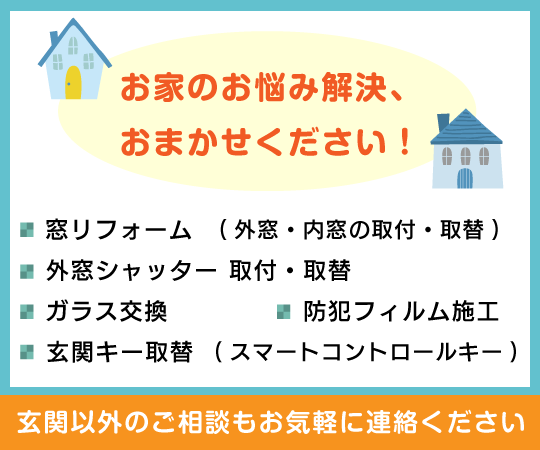 お家のお悩み解決、
おまかせください！
窓リフォーム （外窓・内窓の取付・取替）
外窓シャッター 取付・取替
ガラス交換 防犯フィルム施工
玄関キー取替 （スマートコントロールキー）
玄関以外のご相談もお気軽に連絡ください